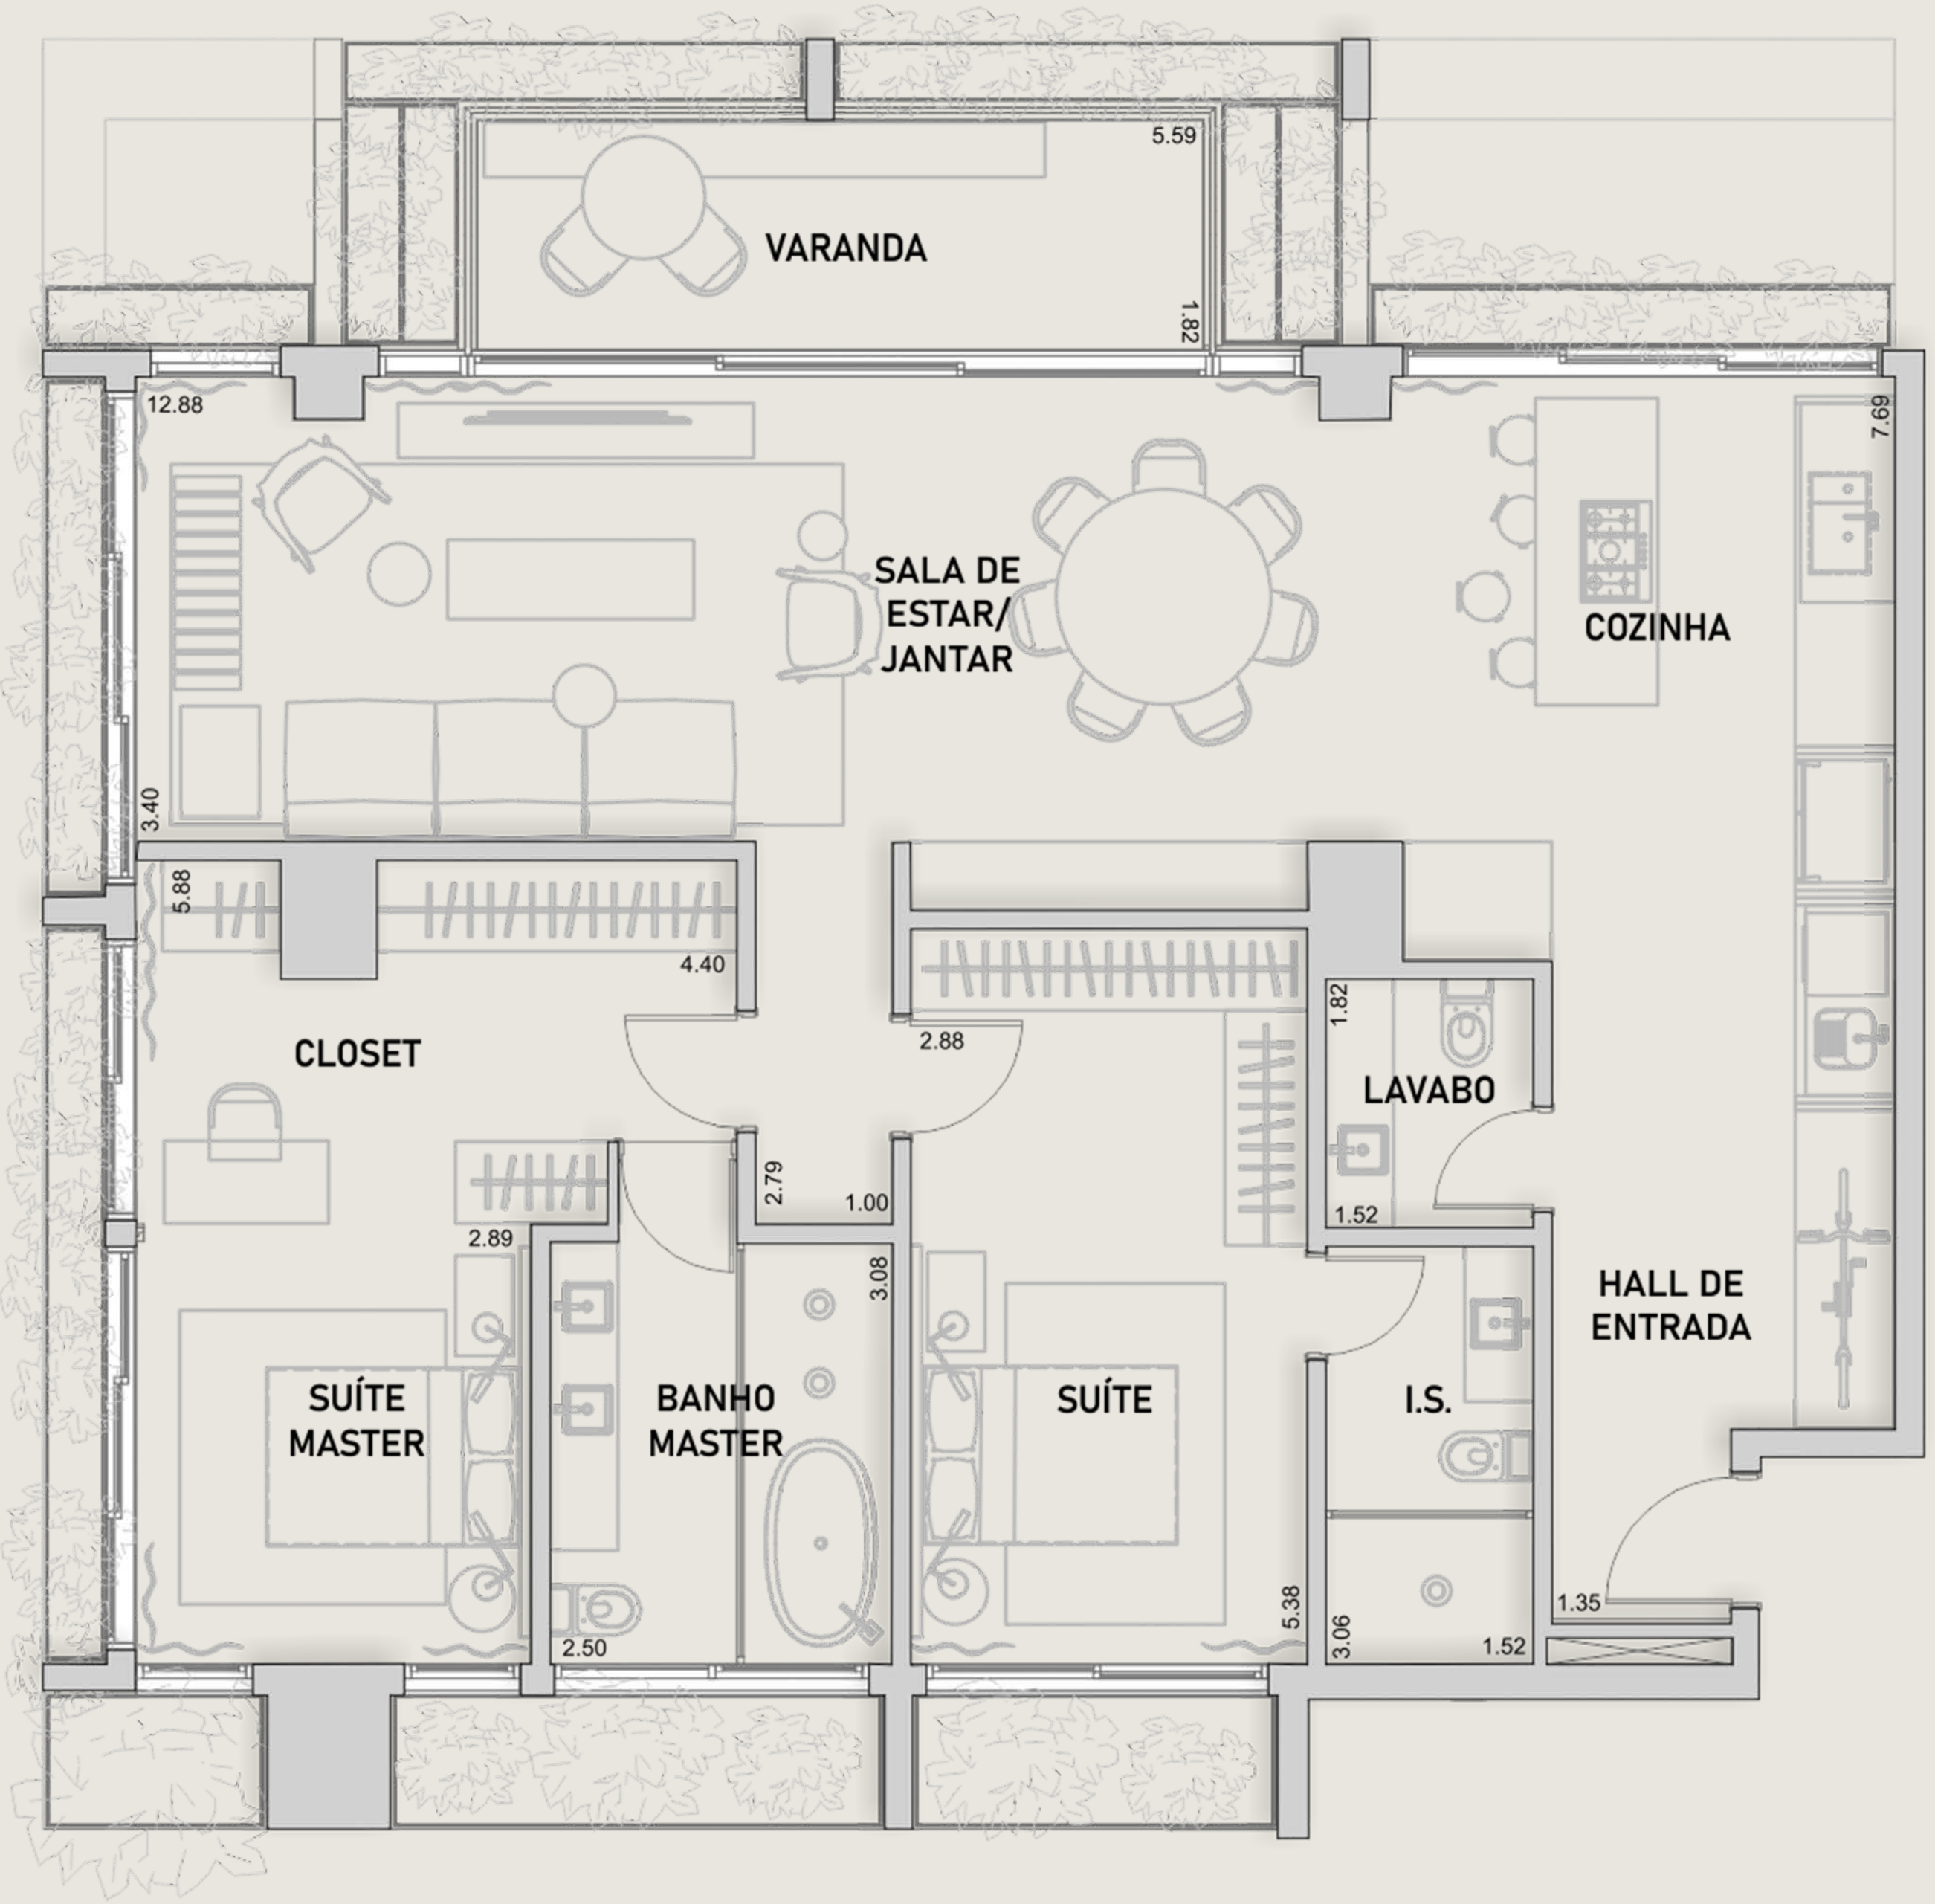 5.59
VARANDA
1.82
12.88
7.69
SALA DE
ESTAR/
JANTAR
COZINHA
3.40
5.88
4.40
CLOSET
2.88
1.82
LAVABO
2.79
1.00
1.52
2.89
3.08
HALL DE
ENTRADA
SUÍTE
MASTER
BANHO
MASTER
SUÍTE
I.S.
5.38
1.35
3.06
2.50
1.52